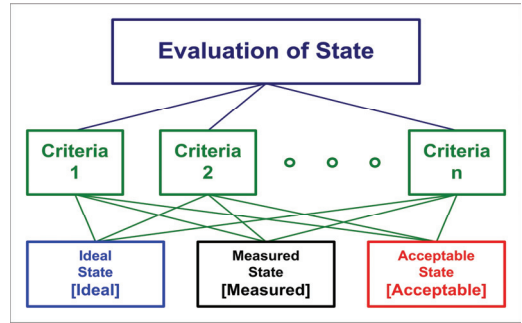 Evaluation of State
Criteria
1
Criteria
2
Criteria
n
Ideal
State
[Ideal]
Measured
State
[Measured]
Acceptable
State
[Acceptable]